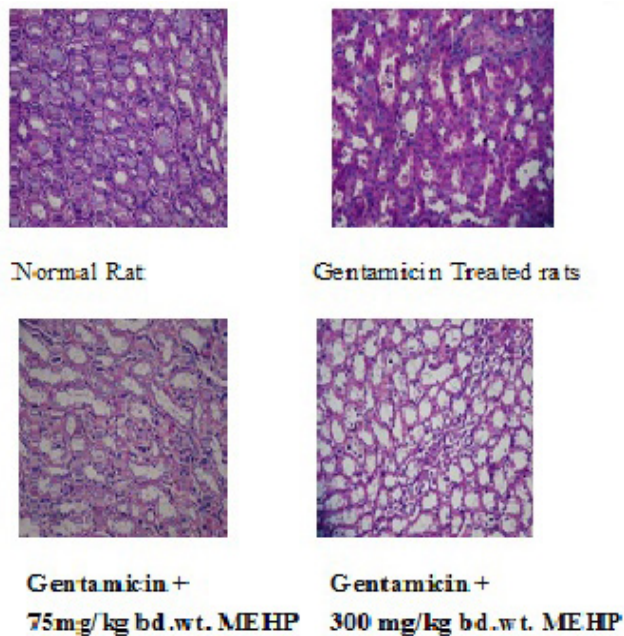 Normal Rat
Gentamicin Treated rats
Gentamicin +
75mg/kg bd.wt. MEHP
Gentamicin +
300 mg/kg bd.wt. MEHP